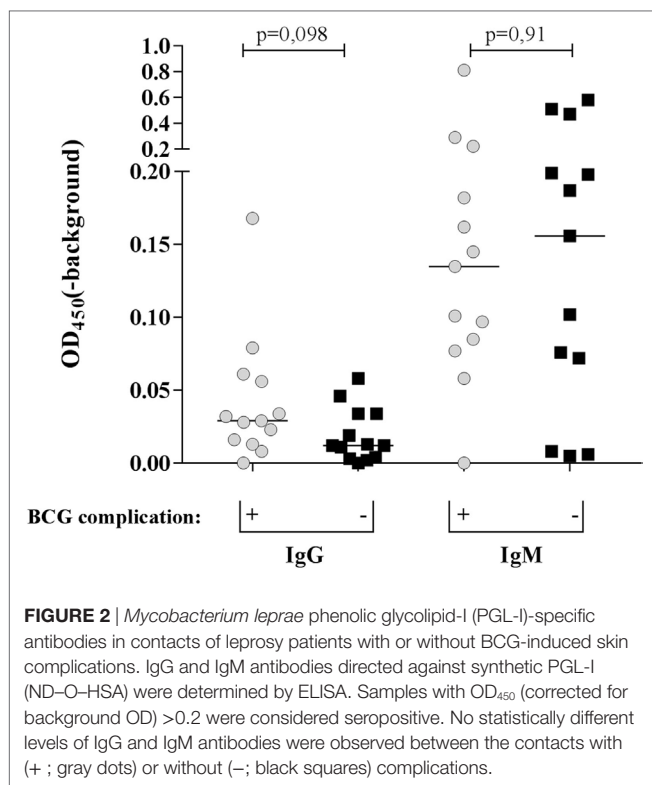 p=0,098 p=0,91
1.0
0.8
0.6
0.4
0.2
0.20
0.15
0.10
0.05
0.00
OD450(-background)
BCG complication: + - + -
IgG IgM
FIGURE 2 | Mycobacterium leprae phenolic glycolipid-I (PGL-I)-specific
antibodies in contacts of leprosy patients with or without BCG-induced skin
complications. IgG and IgM antibodies directed against synthetic PGL-I
(ND–O–HSA) were determined by ELISA. Samples with OD450 (corrected for
background OD) >0.2 were considered seropositive. No statistically different
levels of IgG and IgM antibodies were observed between the contacts with
(+ ; gray dots) or without (−; black squares) complications.